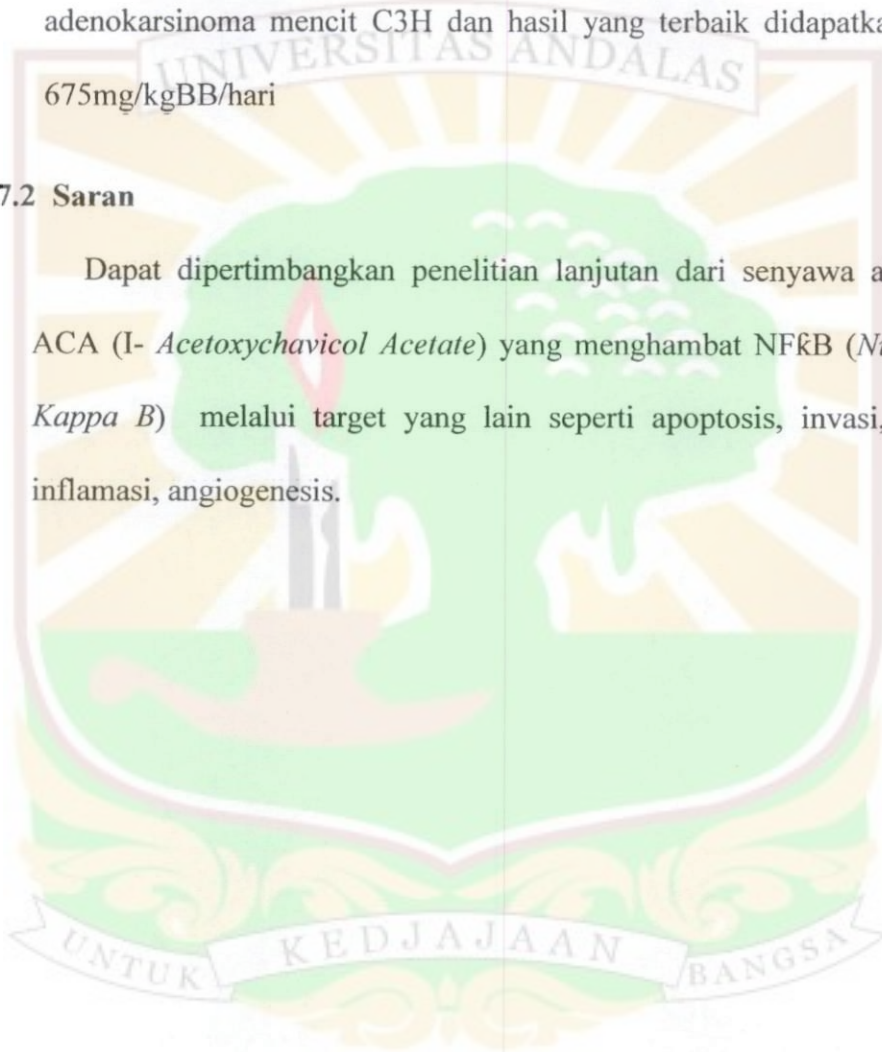 adenokarsinoma mencit C3H dan hasil yang terbaik didapatka
UNIVERSITAS ANDALAS
675mg/kgBB/hari
7.2 Saran
Dapat dipertimbangkan penelitian lanjutan dari senyawa a
ACA (I- Acetoxychavicol Acetate) yang menghambat NFƙB (Nu
Kappa B) melalui target yang lain seperti apoptosis, invasi,
inflamasi, angiogenesis.
UNTUK KEDJAJAAN BANGSA